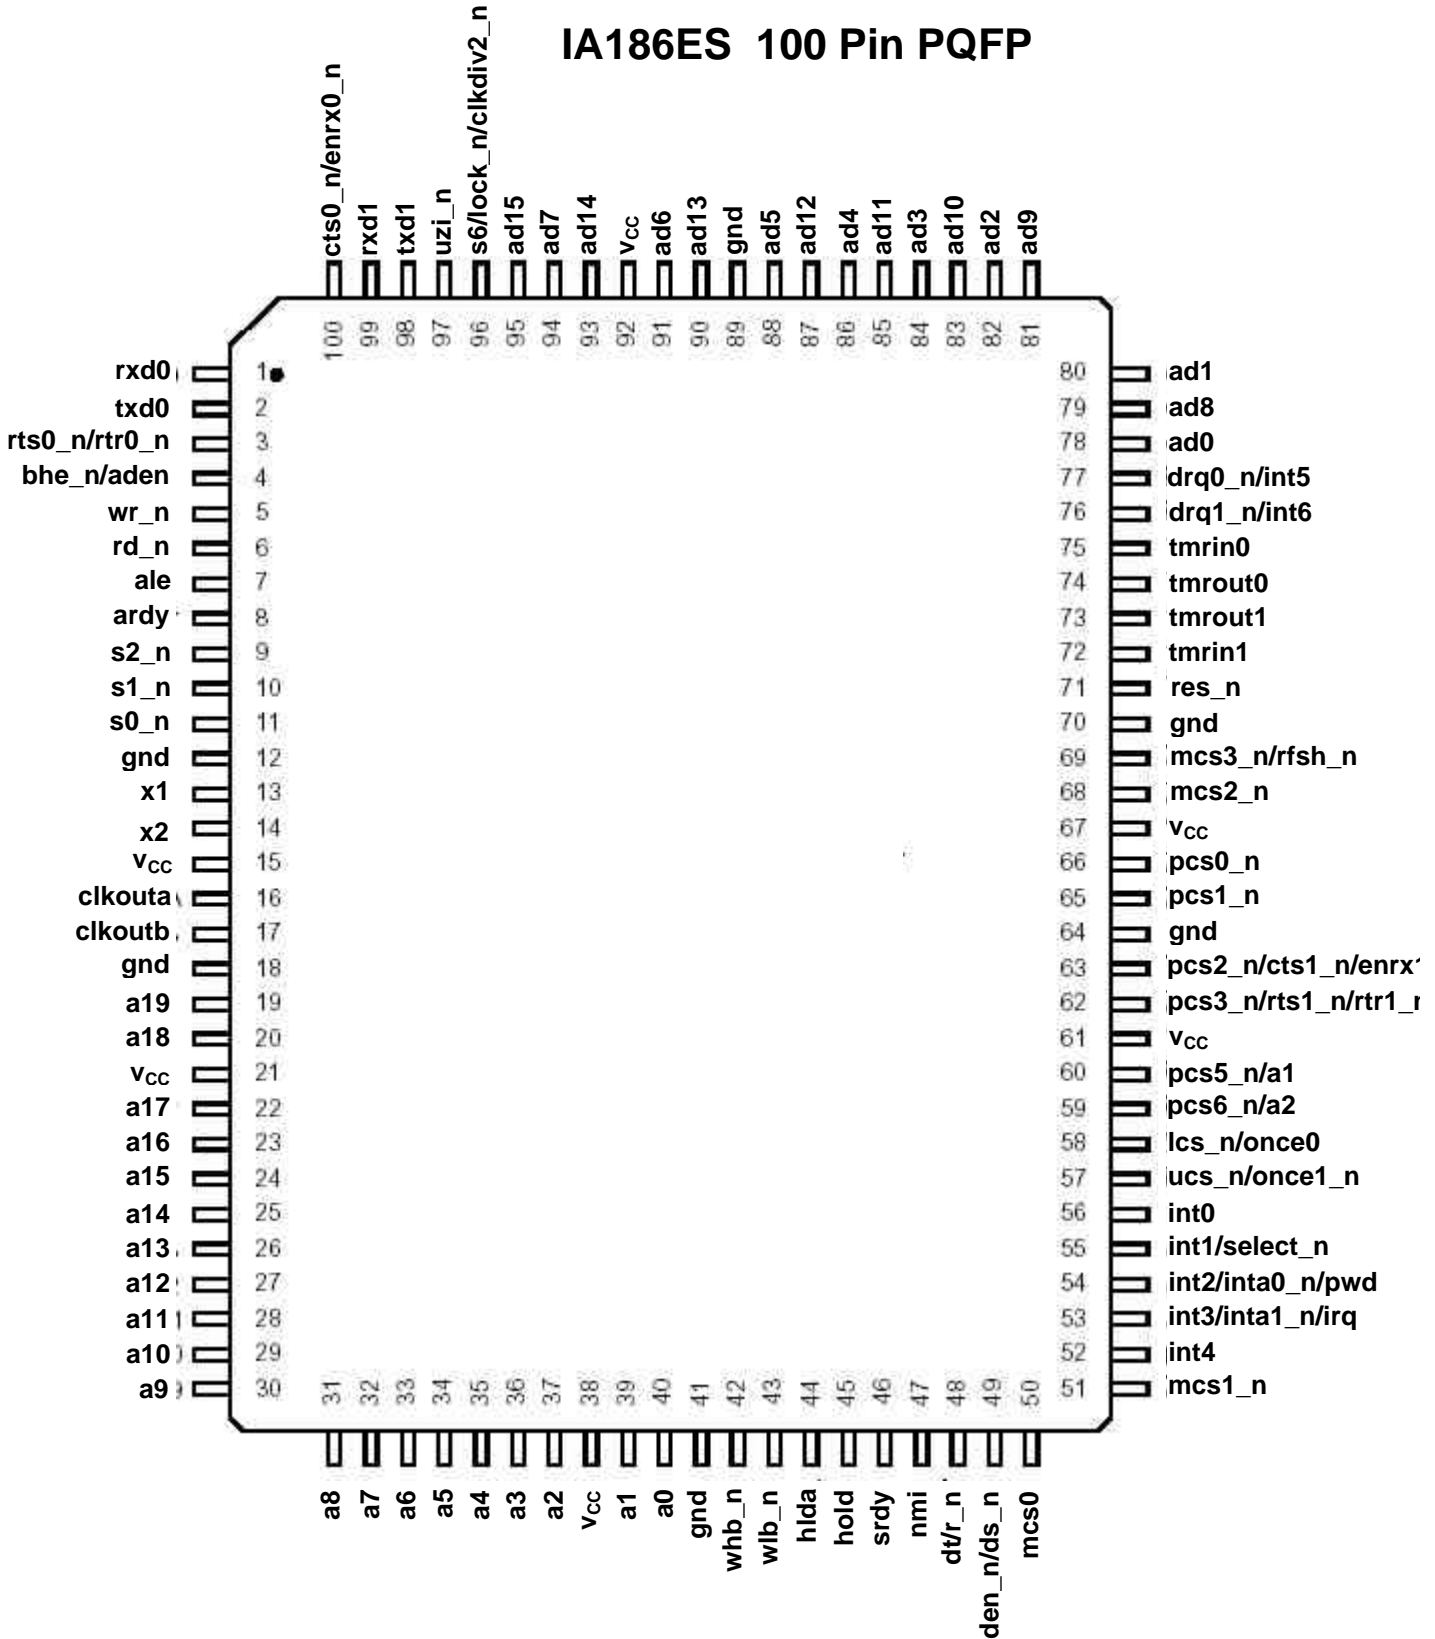 IA186ES 100 Pin PQFP
cts0_n/enrx0_n
rxd1
txd1
uzi_n
s6/lock_n/clkdiv2_n
ad15
ad7
ad14
vCC
ad6
ad13
gnd
ad5
ad12
ad4
ad11
ad3
ad10
ad2
ad9
100 99 98 97 96 95 94 93 92 91 90 89 88 87 86 85 84 83 82 81
rxd0 1 80 ad1
txd0 2 79 ad8
rts0_n/rtr0_n 3 78 ad0
bhe_n/aden 4 77 drq0_n/int5
wr_n 5 76 drq1_n/int6
rd_n 6 75 tmrin0
ale 7 74 tmrout0
ardy 8 73 tmrout1
s2_n 9 72 tmrin1
s1_n 10 71 res_n
s0_n 11 70 gnd
gnd 12 69 mcs3_n/rfsh_n
x1 13 68 mcs2_n
x2 14 67 vCC
vCC 15 66 pcs0_n
clkouta 16 65 pcs1_n
clkoutb 17 64 gnd
gnd 18 63 pcs2_n/cts1_n/enrx1
a19 19 62 pcs3_n/rts1_n/rtr1_
a18 20 61 vCC
vCC 21 60 pcs5_n/a1
a17 22 59 pcs6_n/a2
a16 23 58 lcs_n/once0
a15 24 57 ucs_n/once1_n
a14 25 56 int0
a13 26 55 int1/select_n
a12 27 54 int2/inta0_n/pwd
a11 28 53 int3/inta1_n/irq
a10 29 52 int4
a9 30 51 mcs1_n
31 32 33 34 35 36 37 38 39 40 41 42 43 44 45 46 47 48 49 50
a8
a7
a6
a5
a4
a3
a2
vCC
a1
a0
gnd
whb_n
wlb_n
hlda
hold
srdy
nmi
dt/r_n
den_n/ds_n
mcs0